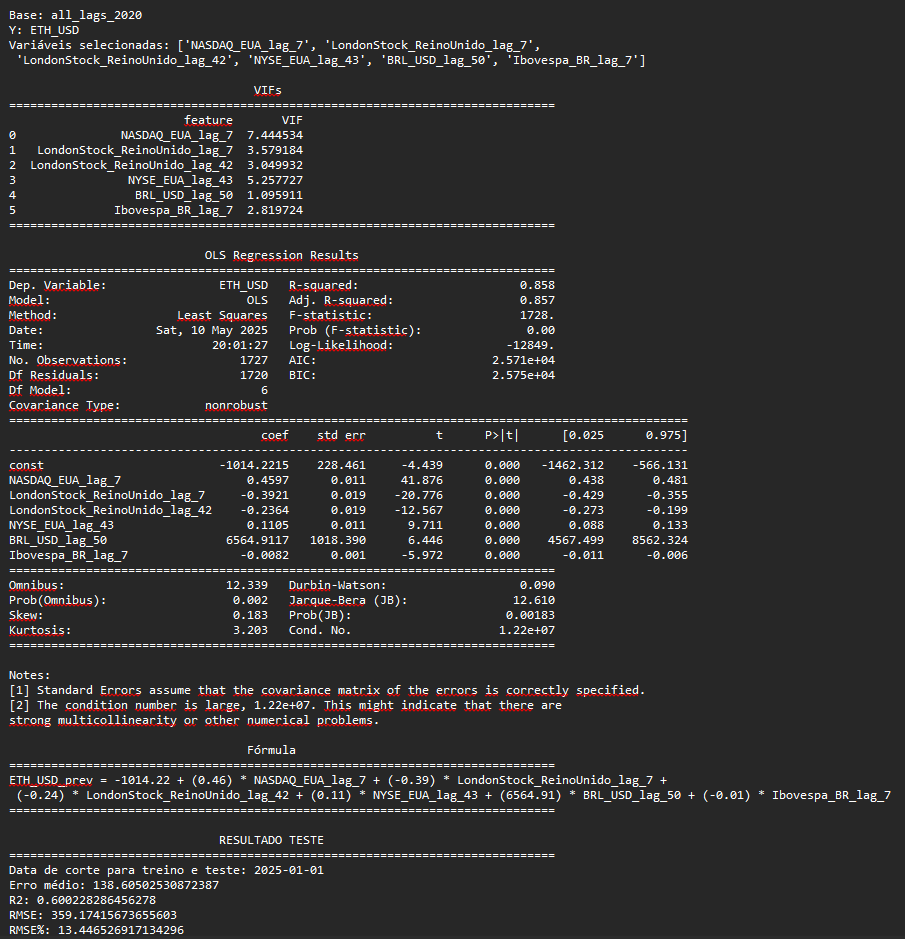 Base: all_lags_2020
Y: ETH_USD
Variáveis selecionadas: ['NASDAQ_EUA_lag_7', 'LondonStock_ReinoUnido_lag_7',
'LondonStock_ReinoUnido_lag_42', 'NYSE_EUA_lag_43', 'BRL_USD_lag_50', 'Ibovespa_BR_lag_7']
VIFs
==============================================================================
feature VIF
0 NASDAQ_EUA_lag_7 7.444534
1 LondonStock_ReinoUnido_lag_7 3.579184
2 LondonStock_ReinoUnido_lag_42 3.049932
3 NYSE_EUA_lag_43 5.257727
4 BRL_USD_lag_50 1.095911
5 Ibovespa_BR_lag_7 2.819724
==============================================================================
OLS Regression Results
==============================================================================
Dep. Variable: ETH_USD R-squared: 0.858
Model: OLS Adj. R-squared: 0.857
Method: Least Squares F-statistic: 1728.
Date: Sat, 10 May 2025 Prob (F-statistic): 0.00
Time: 20:01:27 Log-Likelihood: -12849.
No. Observations: 1727 AIC: 2.571e+04
Df Residuals: 1720 BIC: 2.575e+04
Df Model: 6
Covariance Type: nonrobust
=================================================================================================
coef std err t P>|t| [0.025 0.975]
-------------------------------------------------------------------------------------------------
const -1014.2215 228.461 -4.439 0.000 -1462.312 -566.131
NASDAQ_EUA_lag_7 0.4597 0.011 41.876 0.000 0.438 0.481
LondonStock_ReinoUnido_lag_7 -0.3921 0.019 -20.776 0.000 -0.429 -0.355
LondonStock_ReinoUnido_lag_42 -0.2364 0.019 -12.567 0.000 -0.273 -0.199
NYSE_EUA_lag_43 0.1105 0.011 9.711 0.000 0.088 0.133
BRL_USD_lag_50 6564.9117 1018.390 6.446 0.000 4567.499 8562.324
Ibovespa_BR_lag_7 -0.0082 0.001 -5.972 0.000 -0.011 -0.006
==============================================================================
Omnibus: 12.339 Durbin-Watson: 0.090
Prob(Omnibus): 0.002 Jarque-Bera (JB): 12.610
Skew: 0.183 Prob(JB): 0.00183
Kurtosis: 3.203 Cond. No. 1.22e+07
==============================================================================
Notes:
[1] Standard Errors assume that the covariance matrix of the errors is correctly specified.
[2] The condition number is large, 1.22e+07. This might indicate that there are
strong multicollinearity or other numerical problems.
Fórmula
==============================================================================
ETH_USD_prev = -1014.22 + (0.46) * NASDAQ_EUA_lag_7 + (-0.39) * LondonStock_ReinoUnido_lag_7 +
(-0.24) * LondonStock_ReinoUnido_lag_42 + (0.11) * NYSE_EUA_lag_43 + (6564.91) * BRL_USD_lag_50 + (-0.01) * Ibovespa_BR_lag_7
==============================================================================
RESULTADO TESTE
==============================================================================
Data de corte para treino e teste: 2025-01-01
Erro médio: 138.60502530872387
R2: 0.600228286456278
RMSE: 359.17415673655603
RMSE%: 13.446526917134296